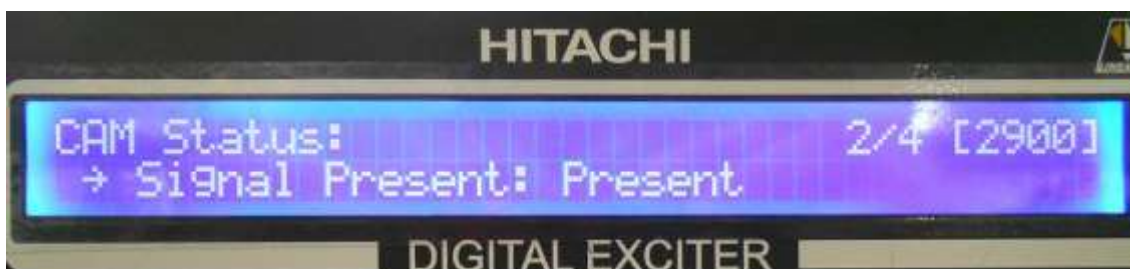 HITACHI
CAM Status: 2/4 [2900]
→ Signal Present: Present
DIGITAL EXCITER